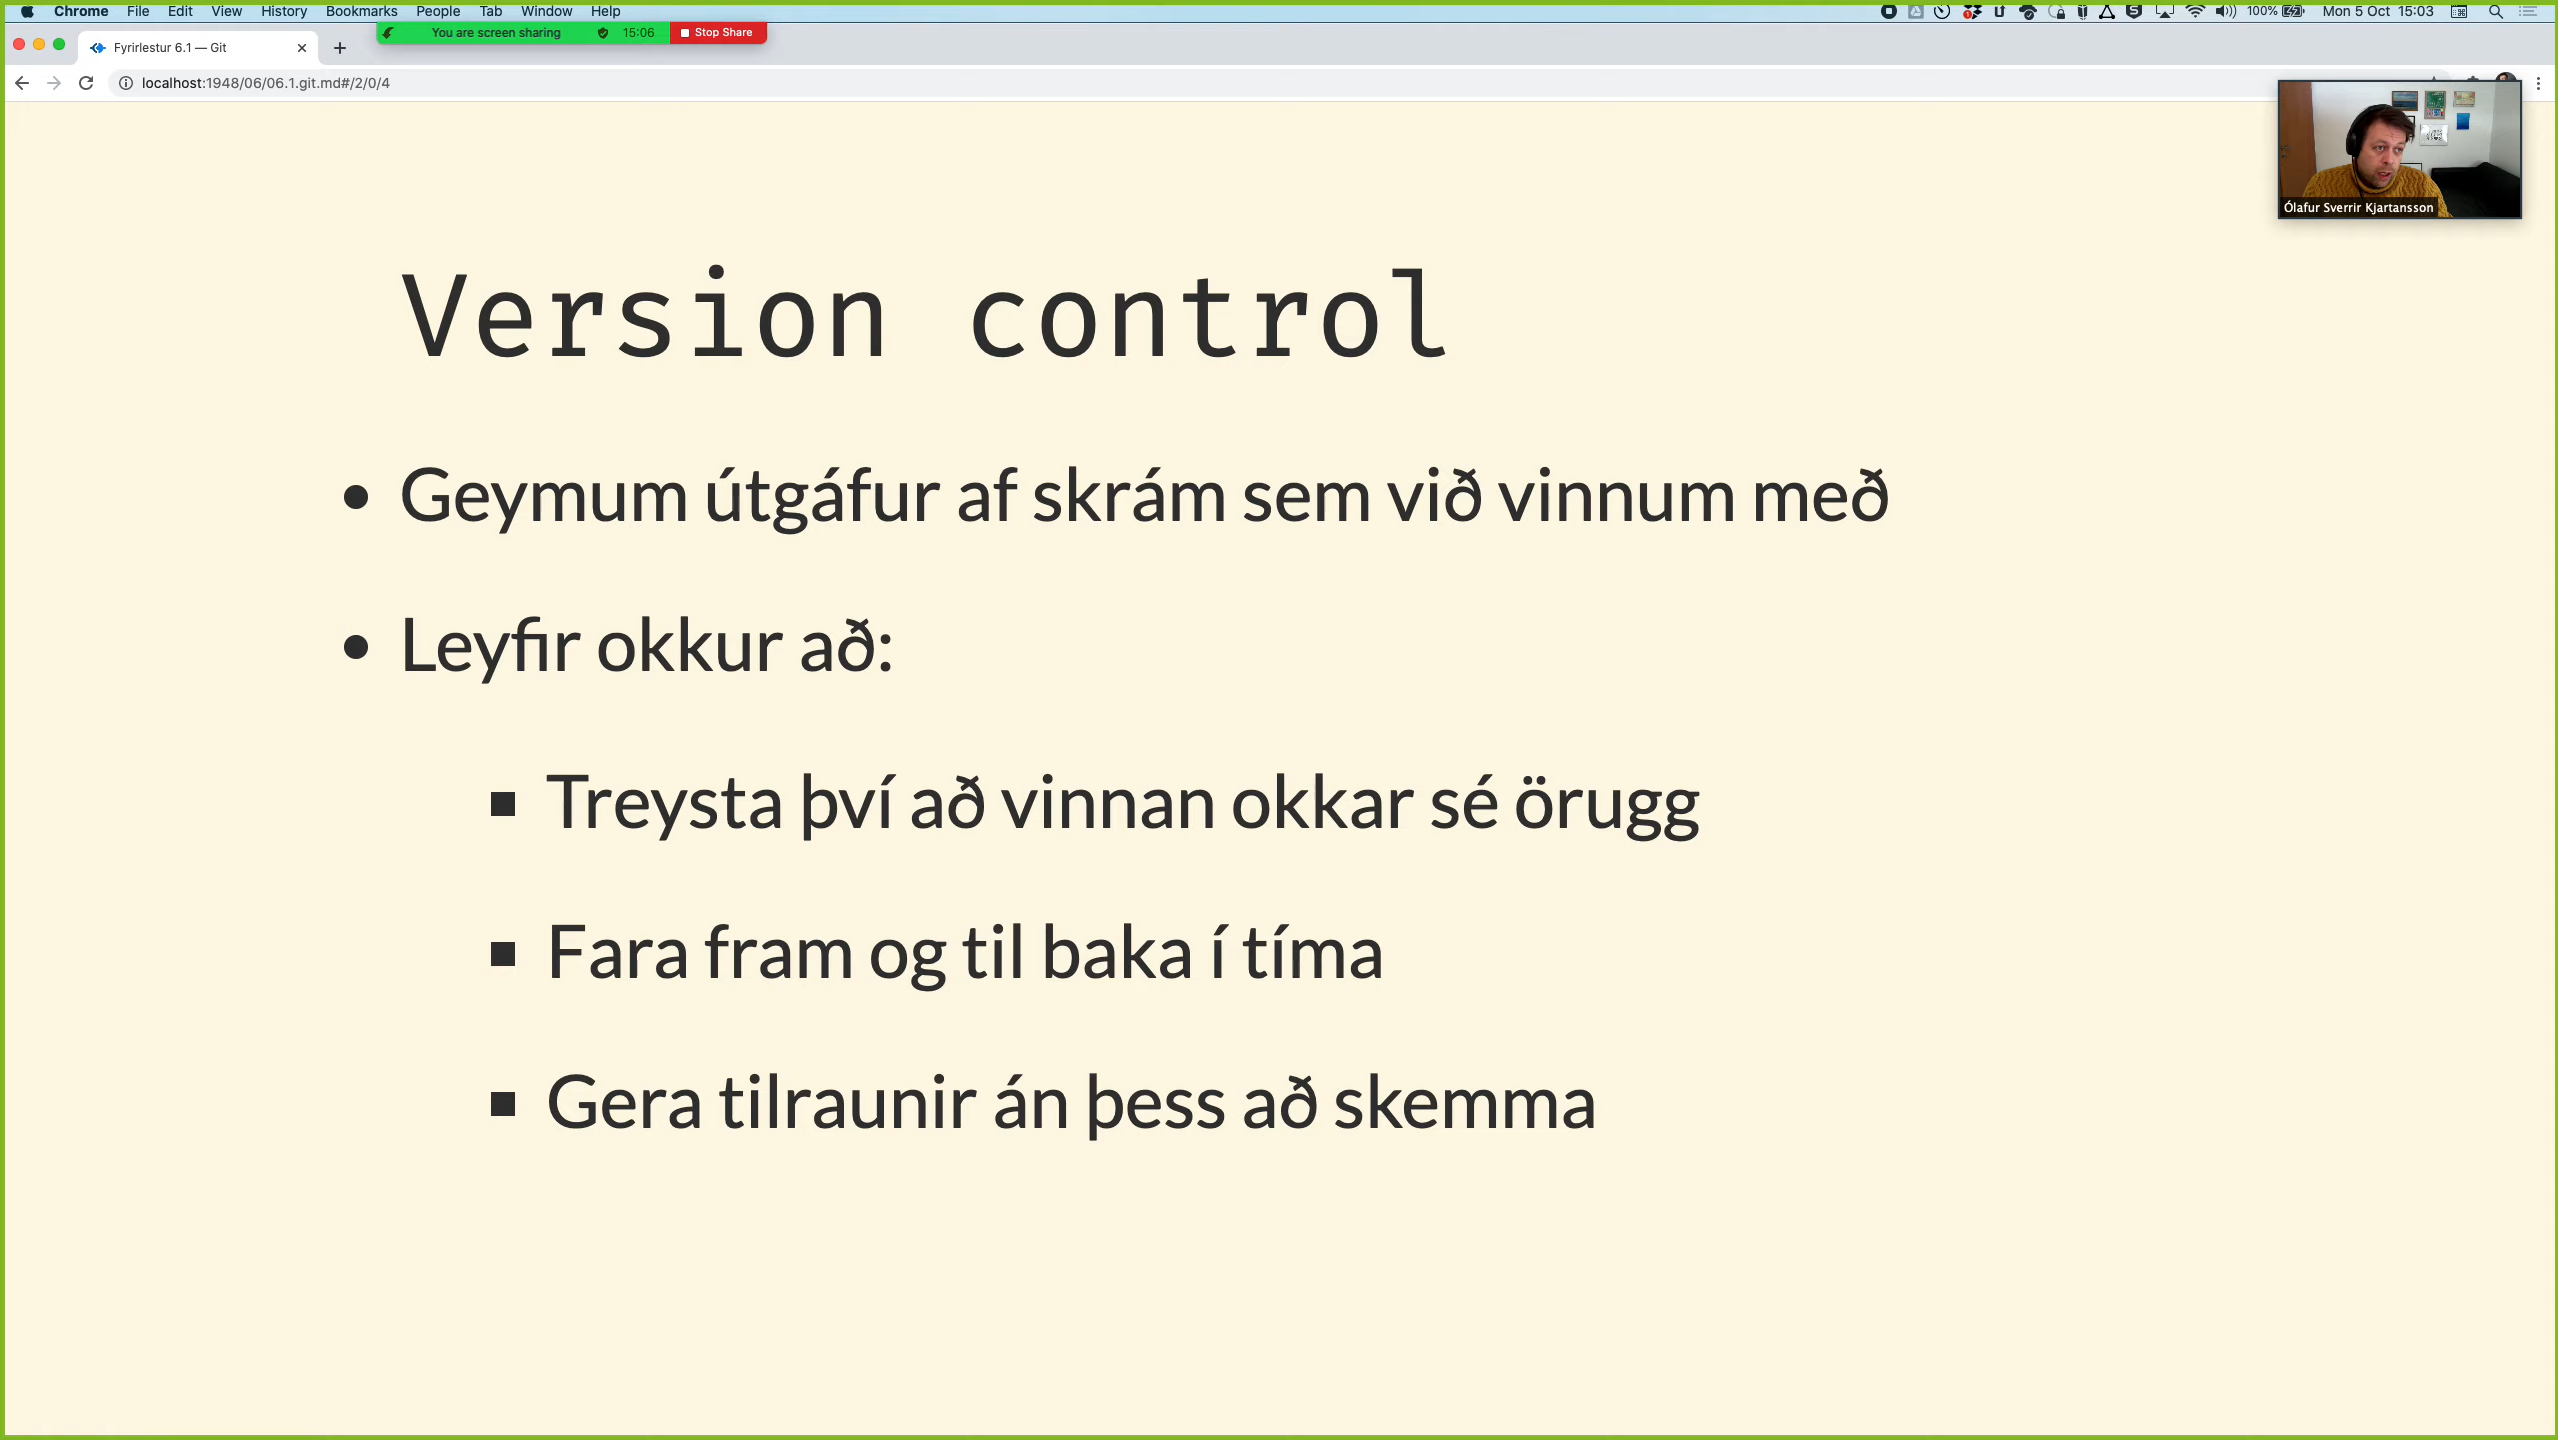 Chrome File Edit View History Bookmarks People Tab Window Help
100% Mon 5 Oct 15:03
You are screen sharing 15:06 Stop Share
Fyrirlestur 6.1 — Git
localhost:1948/06/06.1.git.md#/2/0/4
Ólafur Sverrir Kjartansson
Version control
• Geymum útgáfur af skrám sem við vinnum með
• Leyfir okkur að:
▪ Treysta því að vinnan okkar sé örugg
▪ Fara fram og til baka í tíma
▪ Gera tilraunir án þess að skemma